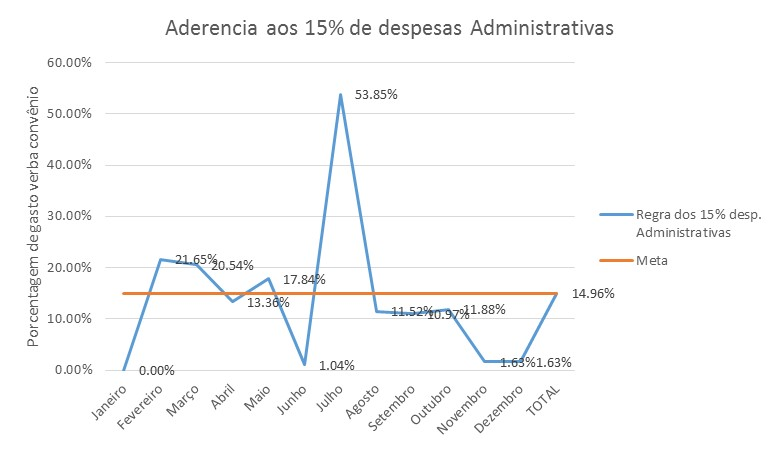 Aderencia aos 15% de despesas Administrativas
Porcentagem de gasto verba convênio
60.00%
50.00%
40.00%
30.00%
20.00%
10.00%
0.00%
0.00%
21.65%
20.54%
13.36%
17.84%
1.04%
53.85%
11.52%
10.97%
11.88%
1.63%
1.63%
14.96%
Janeiro
Fevereiro
Março
Abril
Maio
Junho
Julho
Agosto
Setembro
Outubro
Novembro
Dezembro
TOTAL
Regra dos 15% desp.
Administrativas
Meta